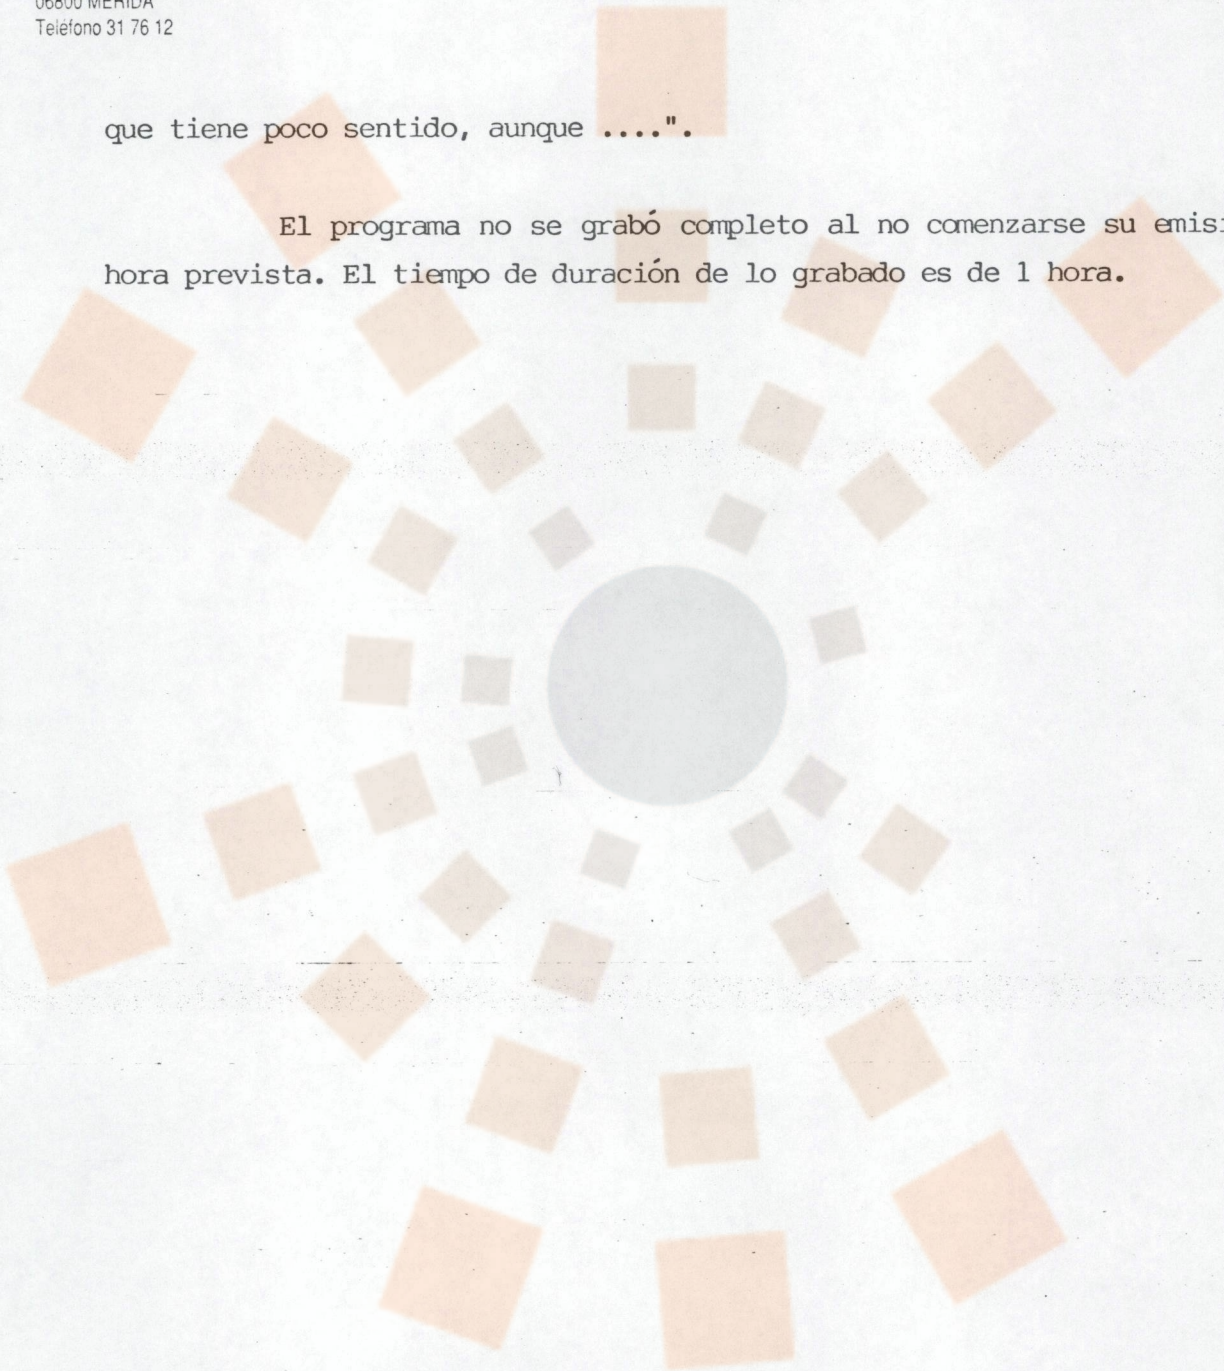 06800 MERIDA
Teléfono 31 76 12
que tiene poco sentido, aunque ....".
El programa no se grabó completo al no comenzarse su
hora prevista. El tiempo de duración de lo grabado es de 1 hora.